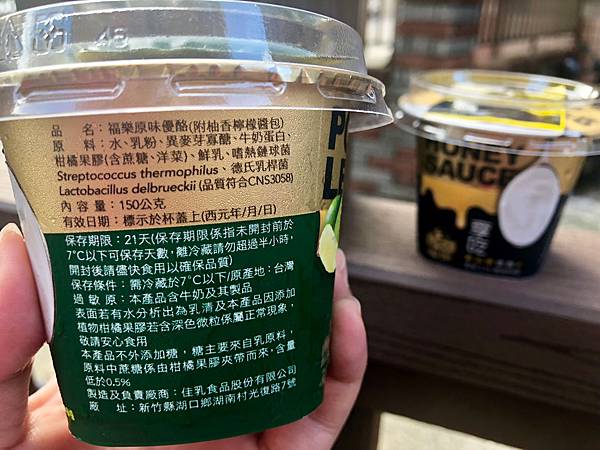 48
品　名：福樂原味優酪(附柚香檸檬醬包)
原　料：水、乳粉、異麥芽寡醣、牛奶蛋白、
柑橘果膠(含蔗糖、洋菜)、鮮乳、嗜熱鏈球菌
Streptococcus thermophilus、德氏乳桿菌
Lactobacillus delbrueckii(品質符合CNS3058)
內 容 量：150公克
有效日期：標示於杯蓋上(西元年/月/日)
保存期限：21天(保存期限係指未開封前於
7°C以下可保存天數，離冷藏請勿超過半小時，
開封後請儘快食用以確保品質)
保存條件：需冷藏於7°C以下/原產地：台灣
過 敏 原：本產品含牛奶及其製品
表面若有水分析出為乳清及本產品因添加
植物柑橘果膠若含深色微粒係屬正常現象，
敬請安心食用
本產品不外添加糖，糖主要來自乳原料，
原料中蔗糖係由柑橘果膠夾帶而來，含量
低於0.5%
製造及負責廠商：佳乳食品股份有限公司
廠　　址：新竹縣湖口鄉湖南村光復路7號
HONEY
SAUCE
享吃